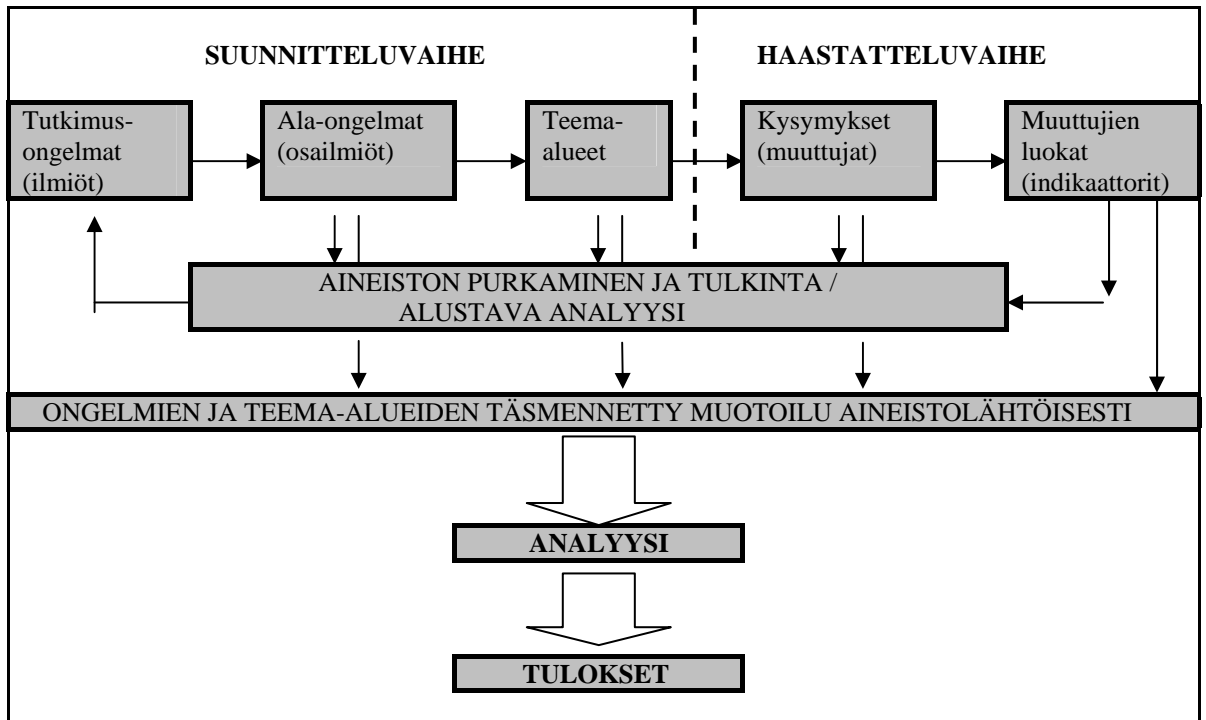 SUUNNITTELUVAIHE
HAASTATTELUVAIHE
Tutkimus-
ongelmat
(ilmiöt)
Ala-ongelmat
(osailmiöt)
Teema-
alueet
Kysymykset
(muuttujat)
Muuttujien
luokat
(indikaattorit)
AINEISTON PURKAMINEN JA TULKINTA /
ALUSTAVA ANALYYSI
ONGELMIEN JA TEEMA-ALUEIDEN TÄSMENNETTY MUOTOILU AINEISTOLÄHTÖISESTI
ANALYYSI
TULOKSET